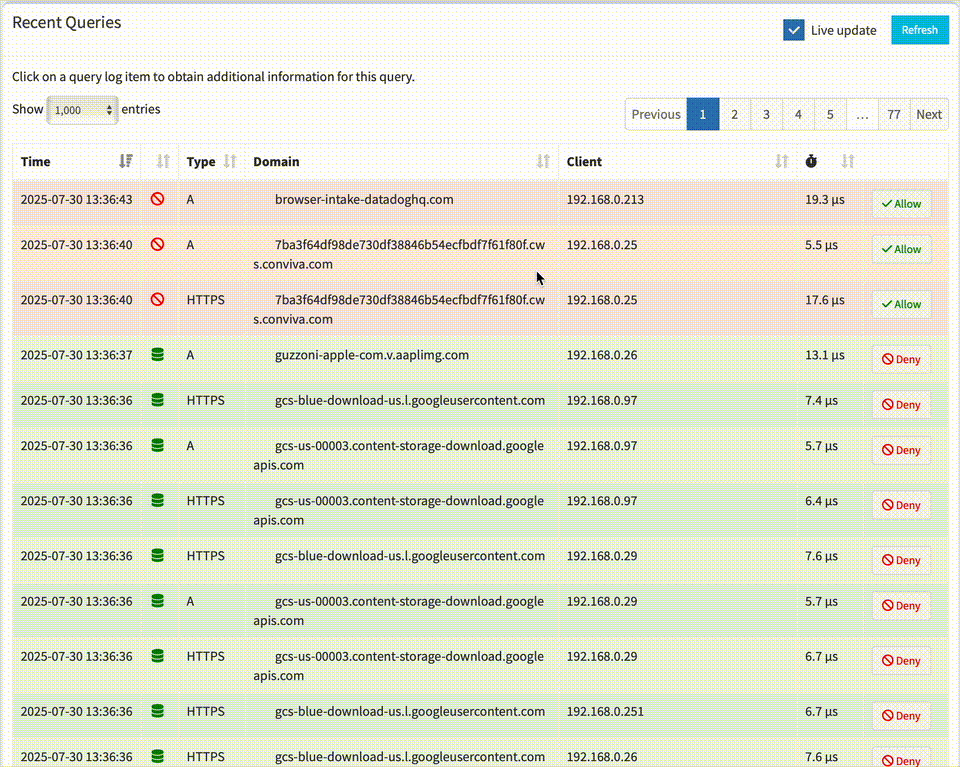 Recent Queries
Live update
Refresh
Click on a query log item to obtain additional information for this query.
Show 1,000 entries
Previous 1 2 3 4 5 … 77 Next
Time Type Domain Client
2025-07-30 13:36:43 A browser-intake-datadoghq.com 192.168.0.213 19.3 µs Allow
2025-07-30 13:36:40 A 7ba3f64df98de730df38846b54ecfbdf7f61f80f.cw 192.168.0.25 5.5 µs Allow
s.conviva.com
2025-07-30 13:36:40 HTTPS 7ba3f64df98de730df38846b54ecfbdf7f61f80f.cw 192.168.0.25 17.6 µs Allow
s.conviva.com
2025-07-30 13:36:37 A guzzoni-apple-com.v.aaplimg.com 192.168.0.26 13.1 µs Deny
2025-07-30 13:36:36 HTTPS gcs-blue-download-us.l.googleusercontent.com 192.168.0.97 7.4 µs Deny
2025-07-30 13:36:36 A gcs-us-00003.content-storage-download.google 192.168.0.97 5.7 µs Deny
apis.com
2025-07-30 13:36:36 HTTPS gcs-us-00003.content-storage-download.google 192.168.0.97 6.4 µs Deny
apis.com
2025-07-30 13:36:36 HTTPS gcs-blue-download-us.l.googleusercontent.com 192.168.0.29 7.6 µs Deny
2025-07-30 13:36:36 A gcs-us-00003.content-storage-download.google 192.168.0.29 5.7 µs Deny
apis.com
2025-07-30 13:36:36 HTTPS gcs-us-00003.content-storage-download.google 192.168.0.29 6.7 µs Deny
apis.com
2025-07-30 13:36:36 HTTPS gcs-blue-download-us.l.googleusercontent.com 192.168.0.251 6.7 µs Deny
2025-07-30 13:36:36 HTTPS gcs-blue-download-us.l.googleusercontent.com 192.168.0.26 7.6 µs Deny